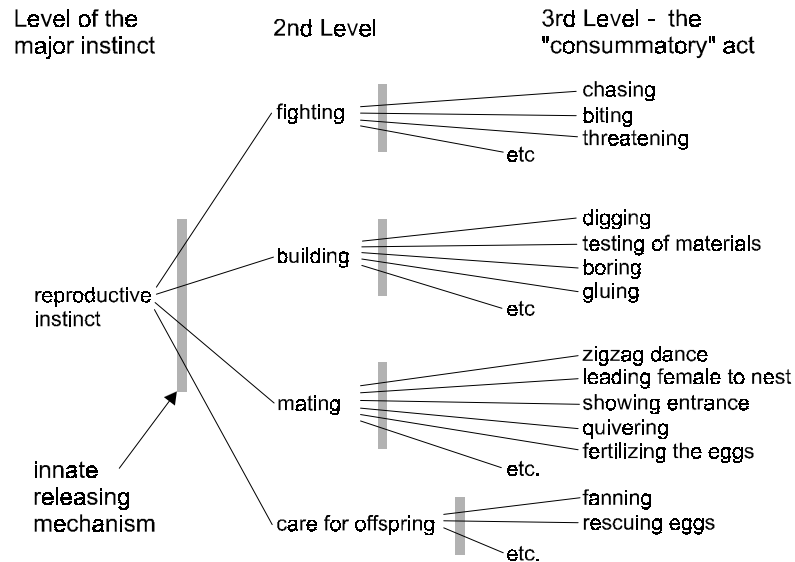 Level of the
major instinct
2nd Level
3rd Level - the
"consummatory" act
fighting
chasing
biting
threatening
etc
building
digging
testing of materials
boring
gluing
etc
reproductive
instinct
mating
zigzag dance
leading female to nest
showing entrance
quivering
fertilizing the eggs
etc.
innate
releasing
mechanism
care for offspring
fanning
rescuing eggs
etc.